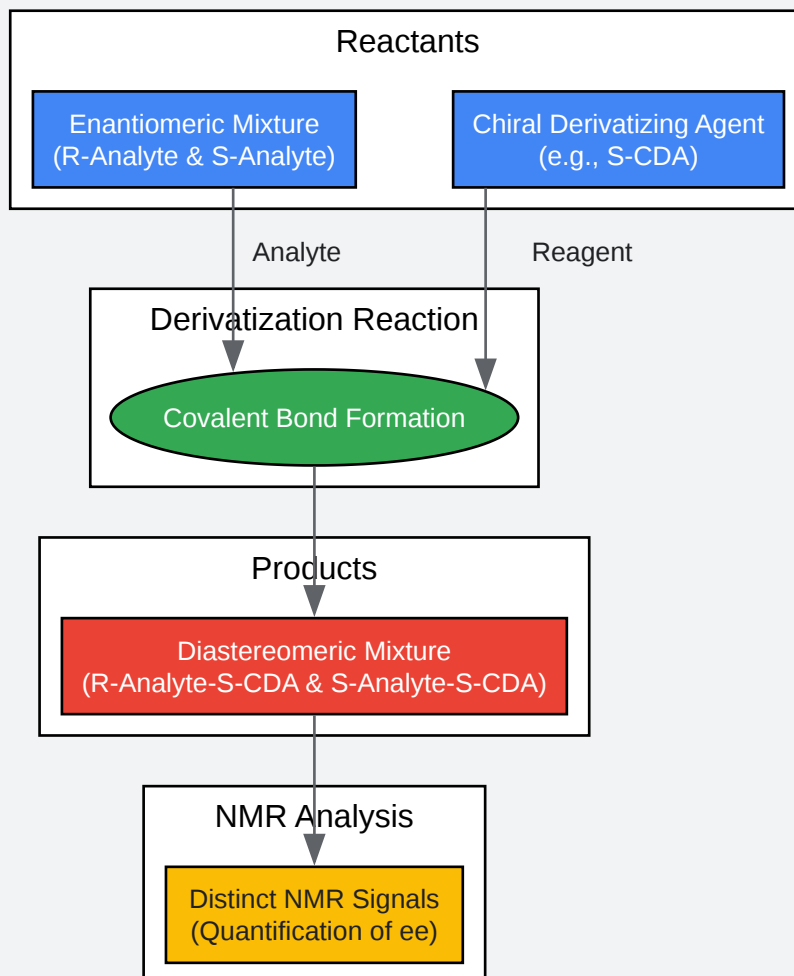 Reactants
Enantiomeric Mixture
(R-Analyte & S-Analyte)
Chiral Derivatizing Agent
(e.g., S-CDA)
Analyte
Reagent
Derivatization Reaction
Covalent Bond Formation
Products
Diastereomeric Mixture
(R-Analyte-S-CDA & S-Analyte-S-CDA)
NMR Analysis
Distinct NMR Signals
(Quantification of ee)